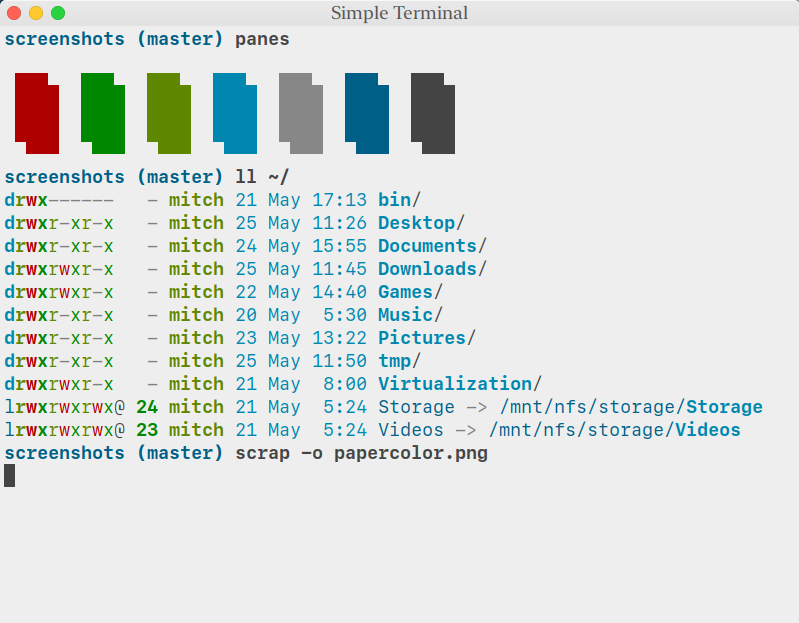 Simple Terminal
screenshots (master) panes
screenshots (master) ll ~/
drwx------   - mitch 21 May 17:13 bin/
drwxr-xr-x   - mitch 25 May 11:26 Desktop/
drwxr-xr-x   - mitch 24 May 15:55 Documents/
drwxrwxr-x   - mitch 25 May 11:45 Downloads/
drwxrwxr-x   - mitch 22 May 14:40 Games/
drwxr-xr-x   - mitch 20 May  5:30 Music/
drwxr-xr-x   - mitch 23 May 13:22 Pictures/
drwxr-xr-x   - mitch 25 May 11:50 tmp/
drwxrwxr-x   - mitch 21 May  8:00 Virtualization/
lrwxrwxrwx@ 24 mitch 21 May  5:24 Storage -> /mnt/nfs/storage/Storage
lrwxrwxrwx@ 23 mitch 21 May  5:24 Videos -> /mnt/nfs/storage/Videos
screenshots (master) scrap -o papercolor.png